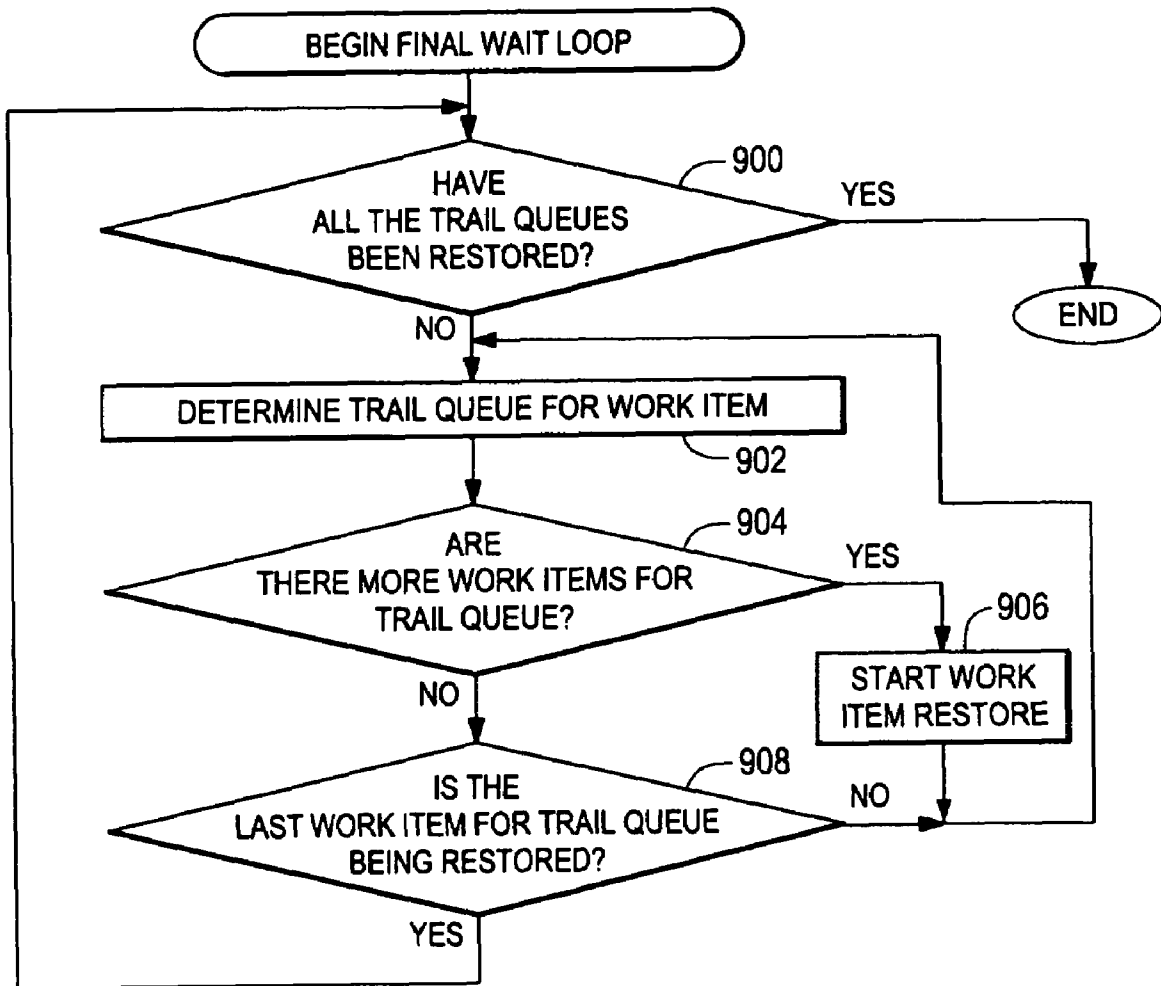 BEGIN FINAL WAIT LOOP
900
HAVE
ALL THE TRAIL QUEUES
BEEN RESTORED?
YES
END
NO
DETERMINE TRAIL QUEUE FOR WORK ITEM
902
904
ARE
THERE MORE WORK ITEMS FOR
TRAIL QUEUE?
YES
906
START WORK
ITEM RESTORE
NO
908
IS THE
LAST WORK ITEM FOR TRAIL QUEUE
BEING RESTORED?
NO
YES